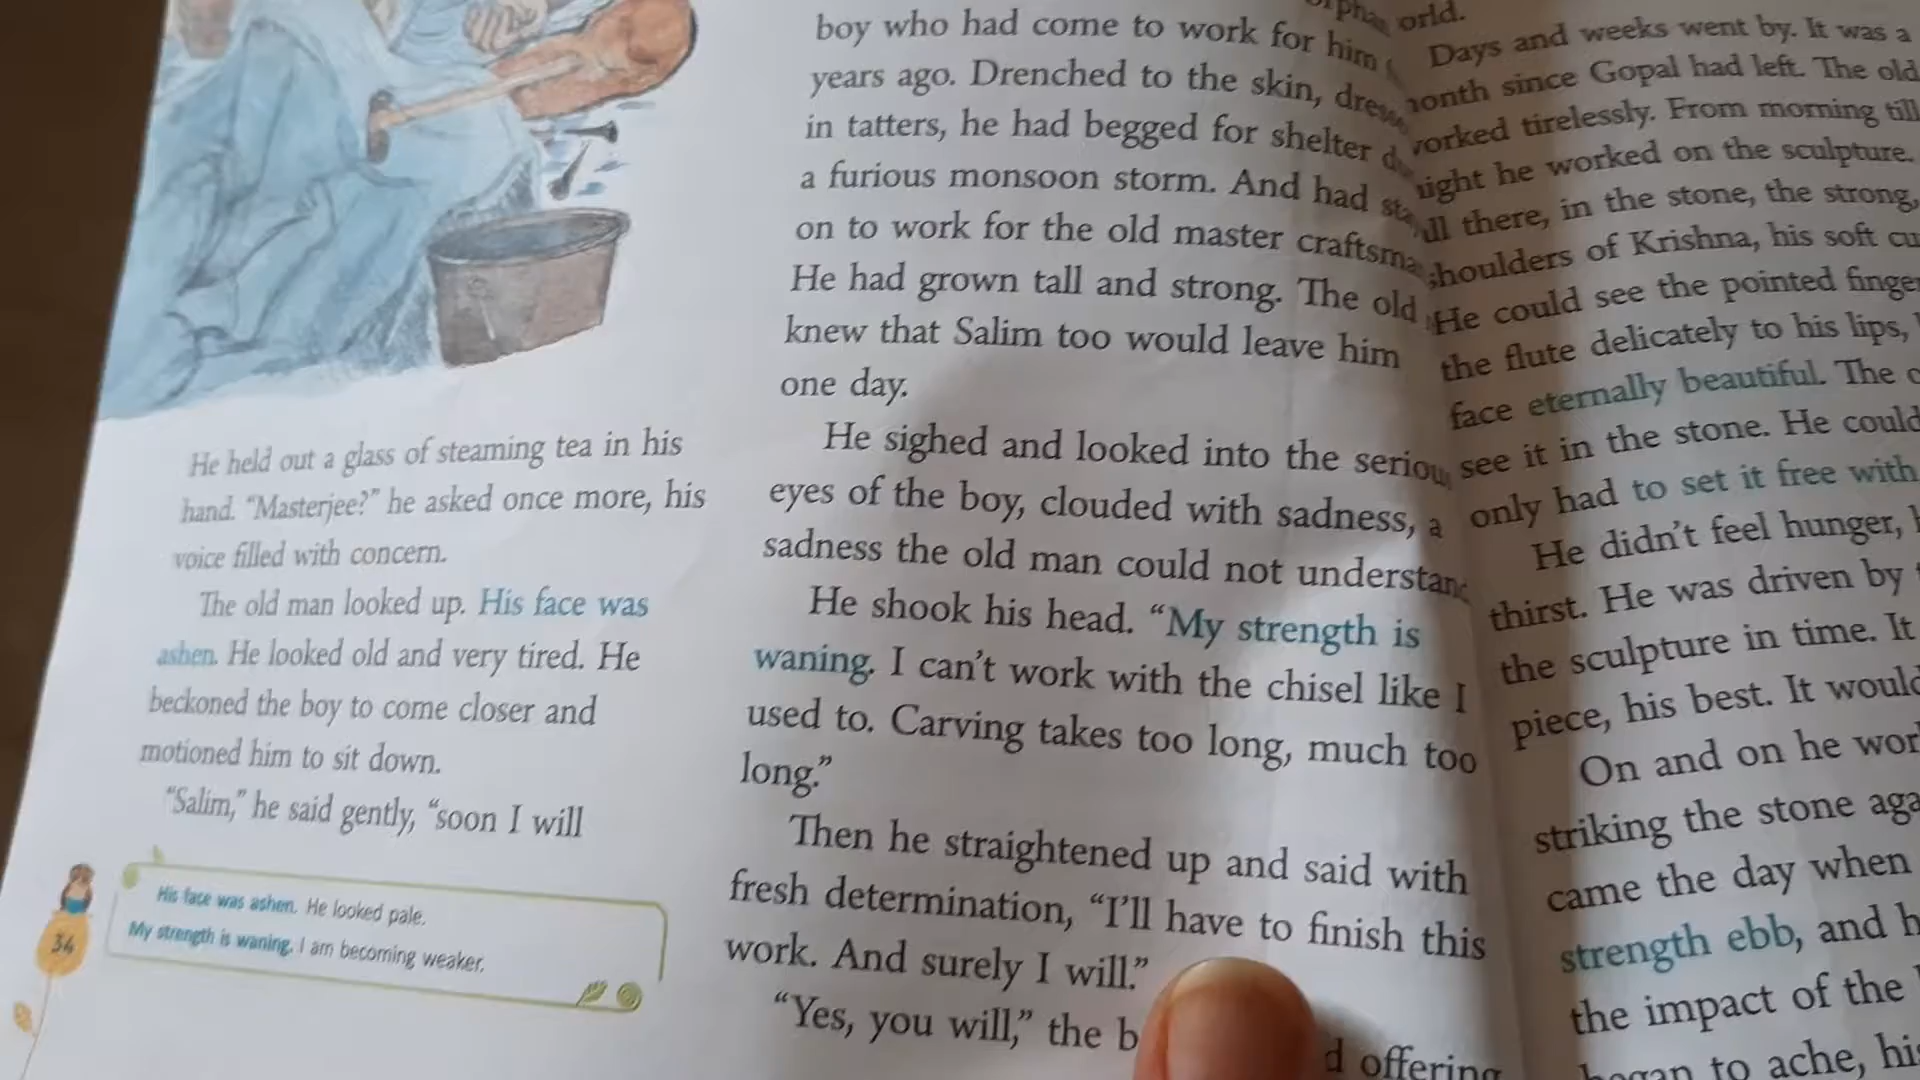 He held out a glass of steaming tea in his
hand. "Masterjee?" he asked once more, his
voice filled with concern.
The old man looked up. His face was
ashen. He looked old and very tired. He
beckoned the boy to come closer and
motioned him to sit down.
"Salim," he said gently, "soon I will
His face was ashen. He looked pale.
My strength is waning. I am becoming weaker.
34
boy who had come to work for him
years ago. Drenched to the skin,
in tatters, he had begged for shelter
a furious monsoon storm. And had
on to work for the old master
He had grown tall and strong. The old
knew that Salim too would leave him
one day.
He sighed and looked into the
eyes of the boy, clouded with sadness, a
sadness the old man could not
He shook his head. "My strength is
waning. I can't work with the chisel like I
used to. Carving takes too long, much too
long."
Then he straightened up and said with
fresh determination, "I'll have to finish this
work. And surely I will."
"Yes, you will," the
offering
Days and weeks went by. It was a
since Gopal had left. The old
tirelessly. From morning till
he worked on the sculpture.
there, in the stone, the strong,
of Krishna, his soft
He could see the pointed
the flute delicately to his lips,
face eternally beautiful. The
see it in the stone. He could
only had to set it free with
He didn't feel hunger,
thirst. He was driven by
the sculpture in time. It
piece, his best. It would
On and on he
striking the stone
came the day when
strength ebb, and
the impact of the
to ache,